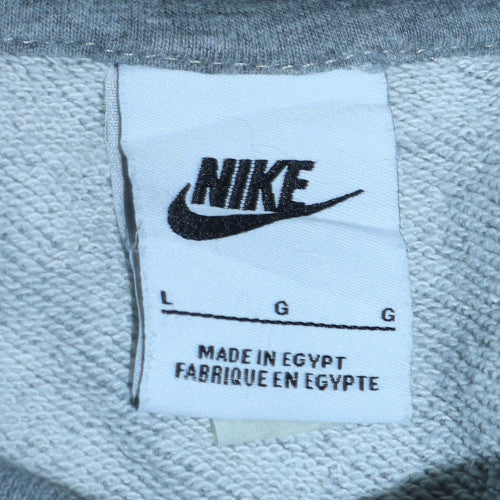 NIKE
L G G
MADE IN EGYPT
FABRIQUE EN EGYPTE